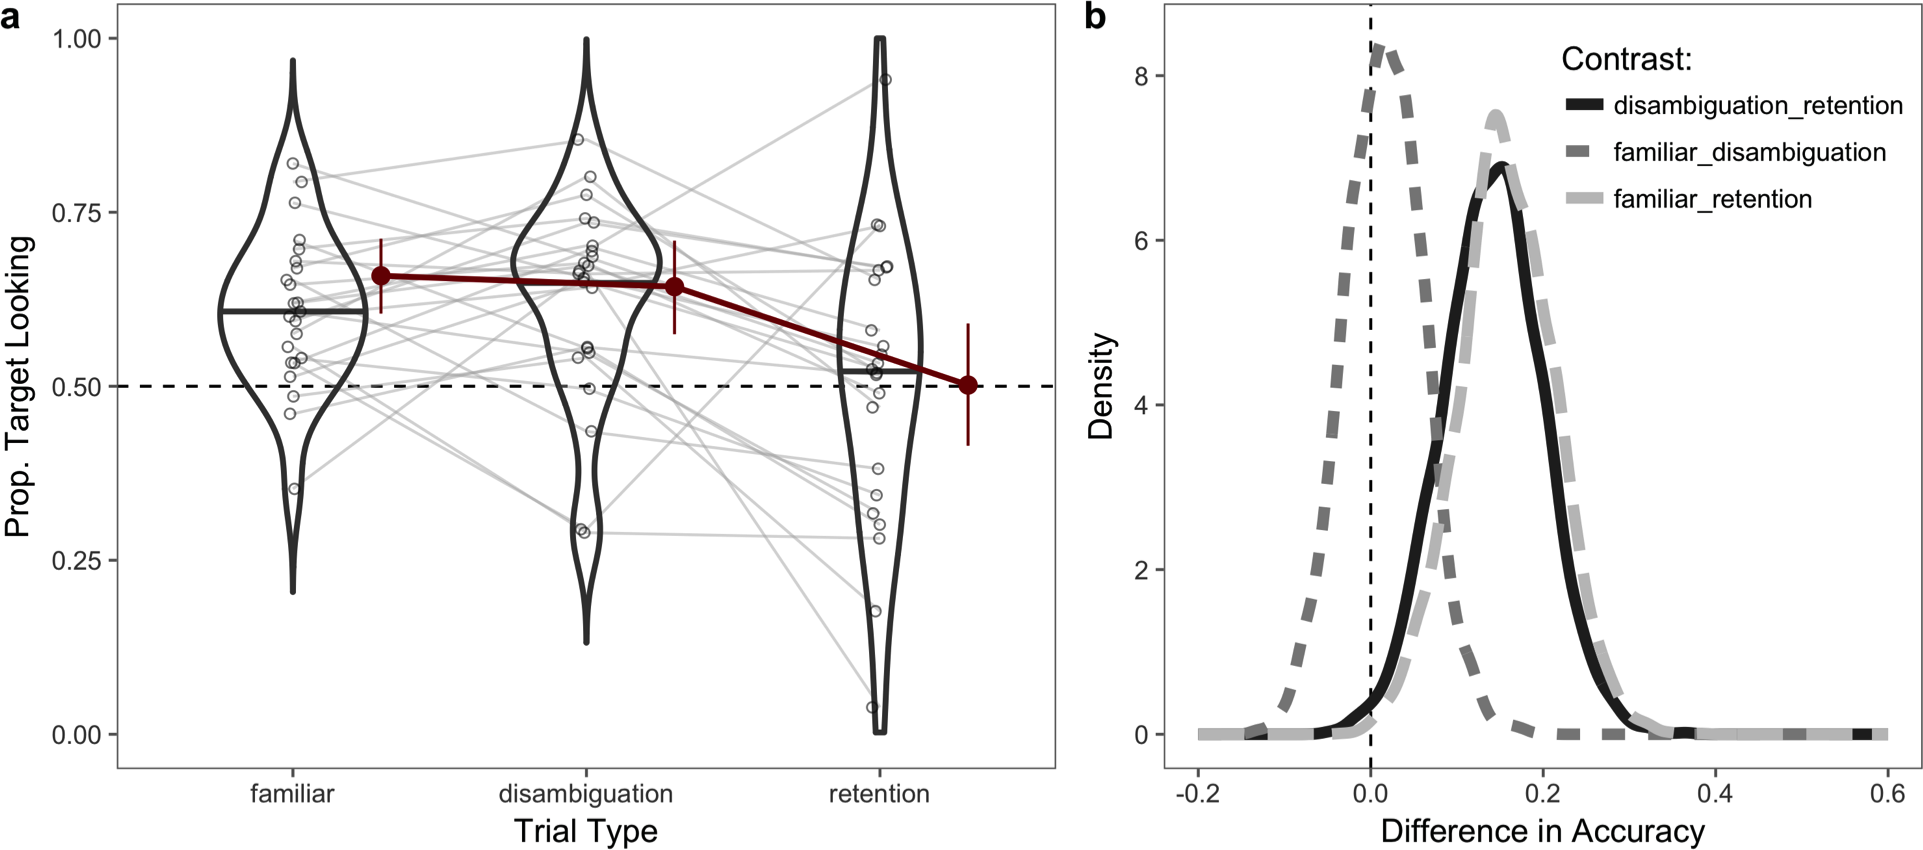 a
Prop. Target Looking
1.00
0.75
0.50
0.25
0.00
familiar
disambiguation
retention
Trial Type
b
Density
8
6
4
2
0
-0.2
0.0
0.2
0.4
0.6
Difference in Accuracy
Contrast:
disambiguation_retention
familiar_disambiguation
familiar_retention